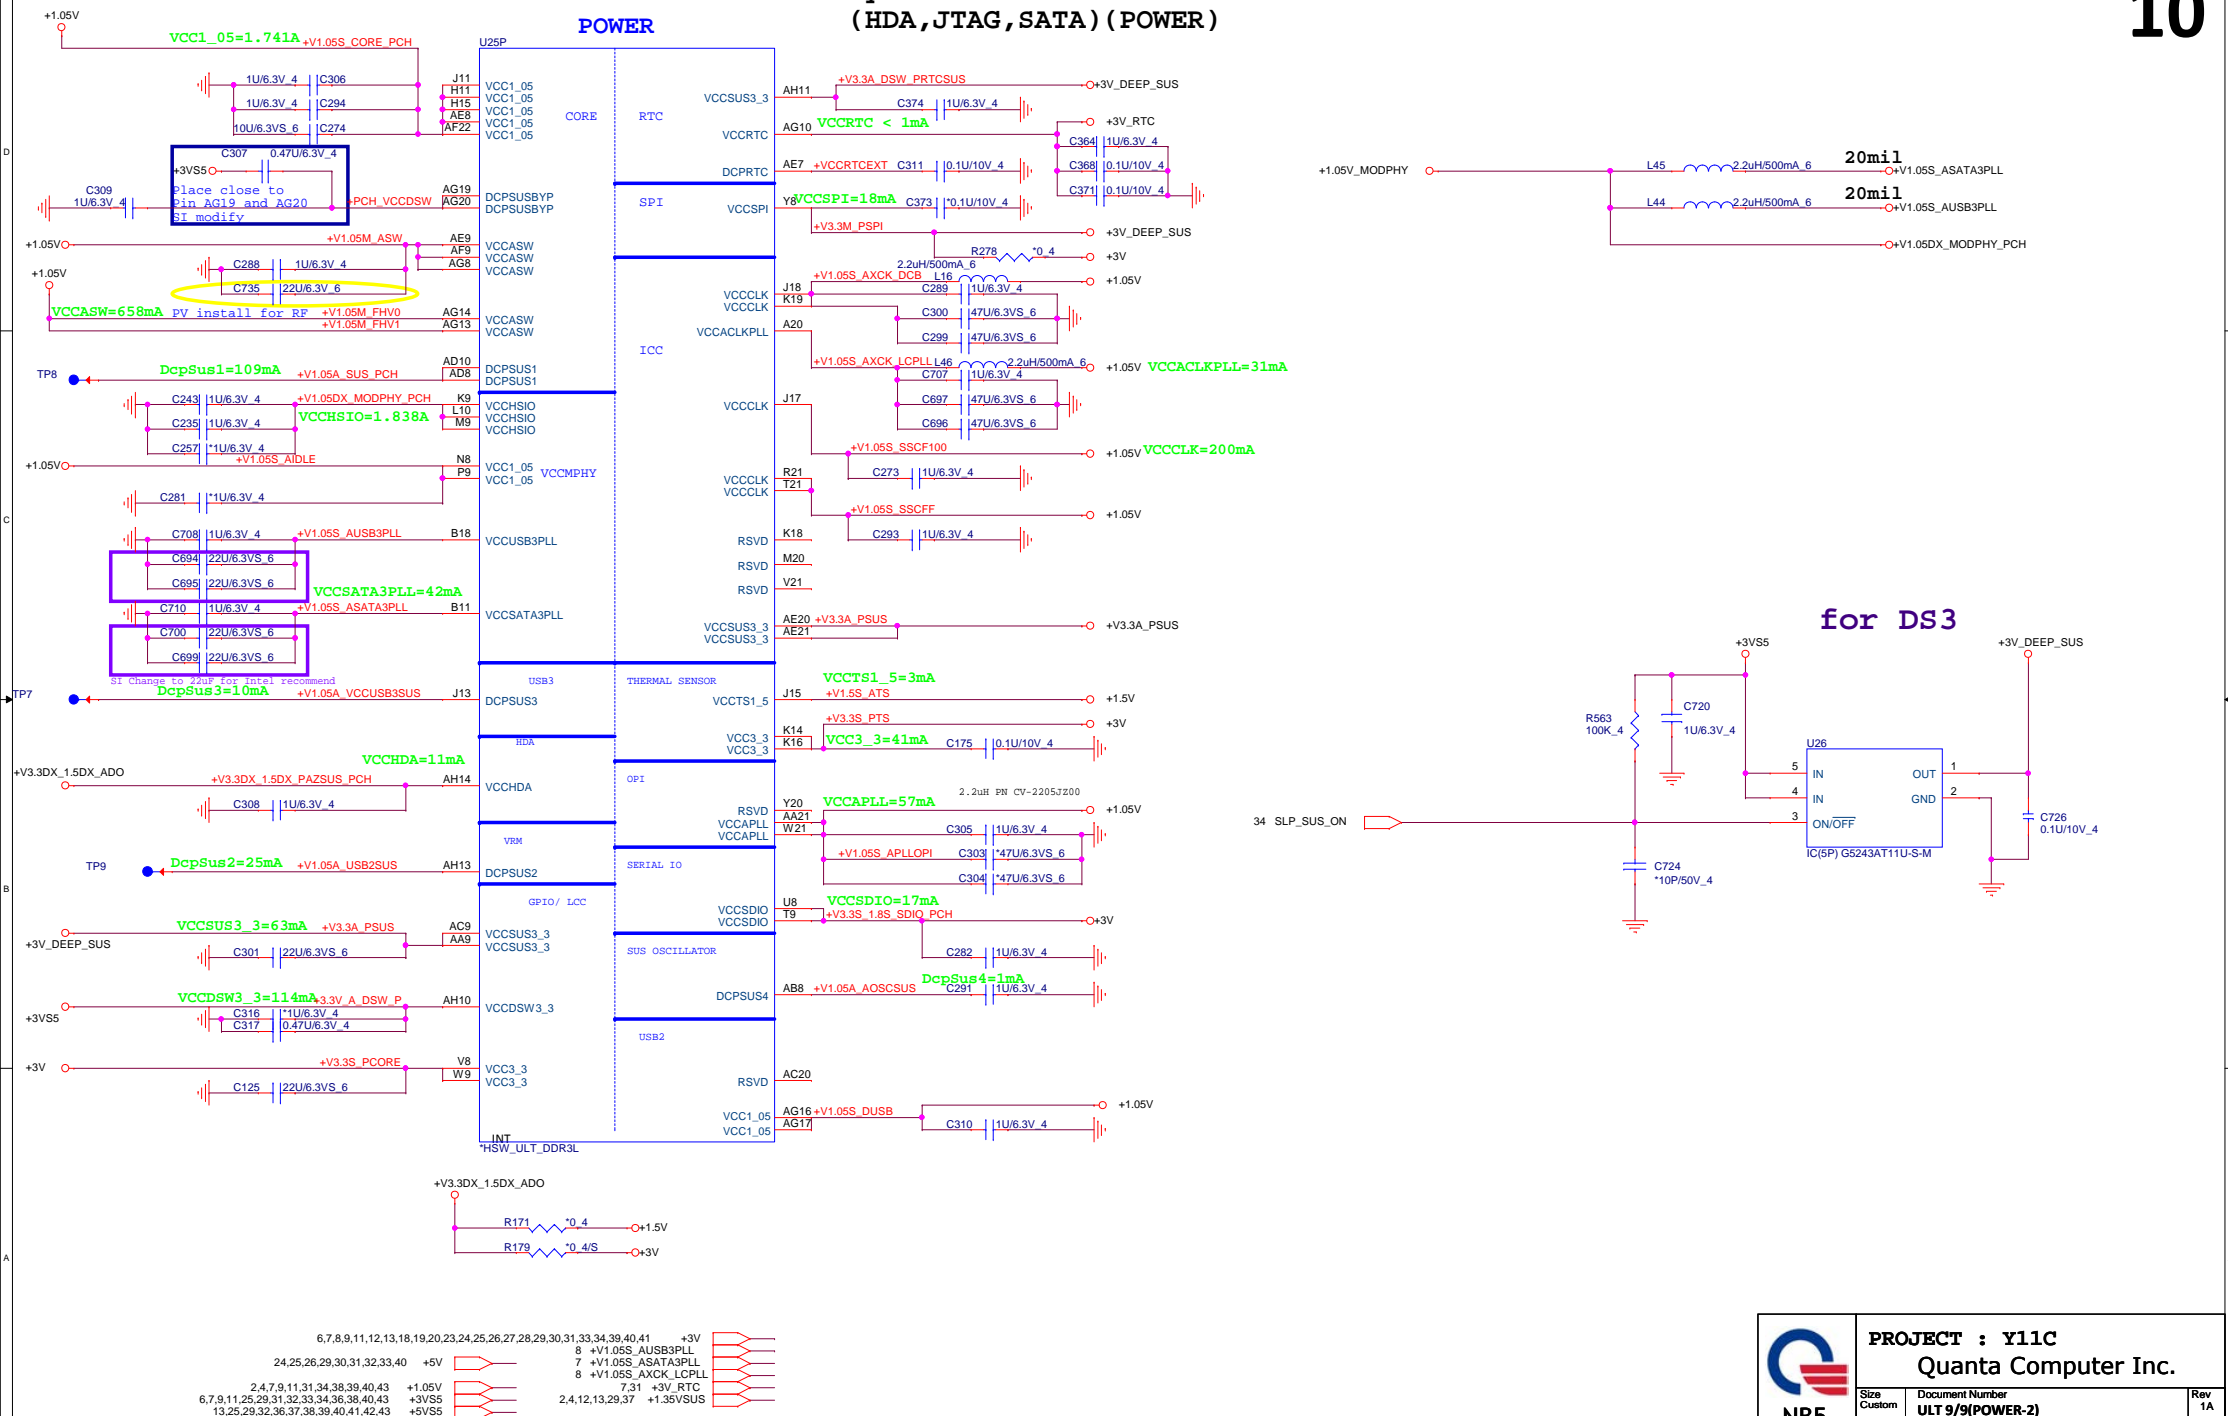 (HDA,JTAG,SATA)(POWER)
10
POWER
+1.05V
VCC1_05=1.741A
+V1.05S_CORE_PCH
U25P
1U/6.3V_4 C306
1U/6.3V_4 C294
10U/6.3VS_6 C274
J11 VCC1_05
H11 VCC1_05
H15 VCC1_05
AE8 VCC1_05
AF22 VCC1_05
CORE
RTC
C307 0.47U/6.3V_4
+3VS5
Place close to
Pin AG19 and AG20
SI modify
C309
1U/6.3V_4
+PCH_VCCDSW
AG19 DCPSUSBYP
AG20 DCPSUSBYP
+1.05V
+V1.05M_ASW
AE9 VCCASW
AF9 VCCASW
AG8 VCCASW
C288 1U/6.3V_4
C735 22U/6.3V_6
+1.05V
VCCASW=658mA
PV install for RF
+V1.05M_FHV0
+V1.05M_FHV1
AG14 VCCASW
AG13 VCCASW
TP8
DcpSus1=109mA
+V1.05A_SUS_PCH
AD10 DCPSUS1
AD8 DCPSUS1
C243 1U/6.3V_4
+V1.05DX_MODPHY_PCH
VCCHSIO=1.838A
C235 1U/6.3V_4
C257 *1U/6.3V_4
K9 VCCHSIO
L10 VCCHSIO
M9 VCCHSIO
+1.05V
+V1.05S_AIDLE
N8 VCC1_05
P9 VCC1_05
VCCMPHY
C281 *1U/6.3V_4
C708 1U/6.3V_4
+V1.05S_AUSB3PLL
B18 VCCUSB3PLL
C694 22U/6.3VS_6
C695 22U/6.3VS_6
VCCSATA3PLL=42mA
C710 1U/6.3V_4
+V1.05S_ASATA3PLL
B11 VCCSATA3PLL
C700 22U/6.3VS_6
C699 22U/6.3VS_6
SI Change to 22uF for Intel recommend
TP7
DcpSus3=10mA
+V1.05A_VCCUSB3SUS
J13 DCPSUS3
USB3
HDA
VCCHDA=11mA
+V3.3DX_1.5DX_ADO
+V3.3DX_1.5DX_PAZSUS_PCH
AH14 VCCHDA
C308 1U/6.3V_4
VRM
TP9
DcpSus2=25mA
+V1.05A_USB2SUS
AH13 DCPSUS2
GPIO/ LCC
VCCSUS3_3=63mA
+V3.3A_PSUS
+3V_DEEP_SUS
AC9 VCCSUS3_3
AA9 VCCSUS3_3
C301 22U/6.3VS_6
VCCDSW3_3=114mA
+3.3V_A_DSW_P
+3VS5
AH10 VCCDSW3_3
C316 *1U/6.3V_4
C317 0.47U/6.3V_4
+3V
+V3.3S_PCORE
V8 VCC3_3
W9 VCC3_3
C125 22U/6.3VS_6
INT
*HSW_ULT_DDR3L
VCCSUS3_3 AH11
+V3.3A_DSW_PRTCSUS
+3V_DEEP_SUS
C374 1U/6.3V_4
VCCRTC AG10
VCCRTC < 1mA
+3V_RTC
C364 1U/6.3V_4
C368 0.1U/10V_4
C371 0.1U/10V_4
DCPRTC AE7
+VCCRTCEXT C311 0.1U/10V_4
SPI
VCCSPI Y8
VCCSPI=18mA
C373 *0.1U/10V_4
+V3.3M_PSPI
+3V_DEEP_SUS
R278 *0_4
+3V
2.2uH/500mA_6
+V1.05S_AXCK_DCB L16
+1.05V
VCCCLK J18
VCCCLK K19
C289 1U/6.3V_4
C300 47U/6.3VS_6
C299 47U/6.3VS_6
VCCACLKPLL A20
ICC
+V1.05S_AXCK_LCPLL L46 2.2uH/500mA_6
+1.05V
VCCACLKPLL=31mA
C707 1U/6.3V_4
C697 47U/6.3VS_6
C696 47U/6.3VS_6
VCCCLK J17
+V1.05S_SSCF100
+1.05V
VCCCLK=200mA
C273 1U/6.3V_4
VCCCLK R21
VCCCLK T21
+V1.05S_SSCFF
+1.05V
C293 1U/6.3V_4
RSVD K18
RSVD M20
RSVD V21
VCCSUS3_3 AE20
VCCSUS3_3 AE21
+V3.3A_PSUS
+V3.3A_PSUS
THERMAL SENSOR
VCCTS1_5=3mA
VCCTS1_5 J15
+V1.5S_ATS
+1.5V
+V3.3S_PTS
+3V
VCC3_3 K14
VCC3_3 K16
VCC3_3=41mA
C175 0.1U/10V_4
OPI
2.2uH PN CV-2205JZ00
RSVD Y20
VCCAPLL AA21
VCCAPLL W21
VCCAPLL=57mA
+1.05V
C305 1U/6.3V_4
+V1.05S_APLLOPI
C303 *47U/6.3VS_6
C304 *47U/6.3VS_6
SERIAL IO
VCCSDIO=17mA
VCCSDIO U8
VCCSDIO T9
+V3.3S_1.8S_SDIO_PCH
+3V
C282 1U/6.3V_4
SUS OSCILLATOR
DcpSus4=1mA
DCPSUS4 AB8
+V1.05A_AOSCSUS
C291 1U/6.3V_4
USB2
RSVD AC20
VCC1_05 AG16
VCC1_05 AG17
+V1.05S_DUSB
+1.05V
C310 1U/6.3V_4
+1.05V_MODPHY
L45 2.2uH/500mA_6
20mil
+V1.05S_ASATA3PLL
L44 2.2uH/500mA_6
20mil
+V1.05S_AUSB3PLL
+V1.05DX_MODPHY_PCH
for DS3
+3VS5
+3V_DEEP_SUS
R563
100K_4
C720
1U/6.3V_4
U26
5 IN
4 IN
3 ON/OFF
OUT 1
GND 2
IC(5P) G5243AT11U-S-M
34 SLP_SUS_ON
C724
*10P/50V_4
C726
0.1U/10V_4
+V3.3DX_1.5DX_ADO
R171 *0_4 +1.5V
R179 *0_4/S +3V
6,7,8,9,11,12,13,18,19,20,23,24,25,26,27,28,29,30,31,33,34,39,40,41 +3V
8 +V1.05S_AUSB3PLL
24,25,26,29,30,31,32,33,40 +5V
7 +V1.05S_ASATA3PLL
8 +V1.05S_AXCK_LCPLL
2,4,7,9,11,31,34,38,39,40,43 +1.05V
7,31 +3V_RTC
6,7,9,11,25,29,31,32,33,34,36,38,40,43 +3VS5
2,4,12,13,29,37 +1.35VSUS
13,25,29,32,36,37,38,39,40,41,42,43 +5VS5
PROJECT : Y11C
Quanta Computer Inc.
Size
Custom
Document Number
ULT 9/9(POWER-2)
Rev
1A
D
C
B
A